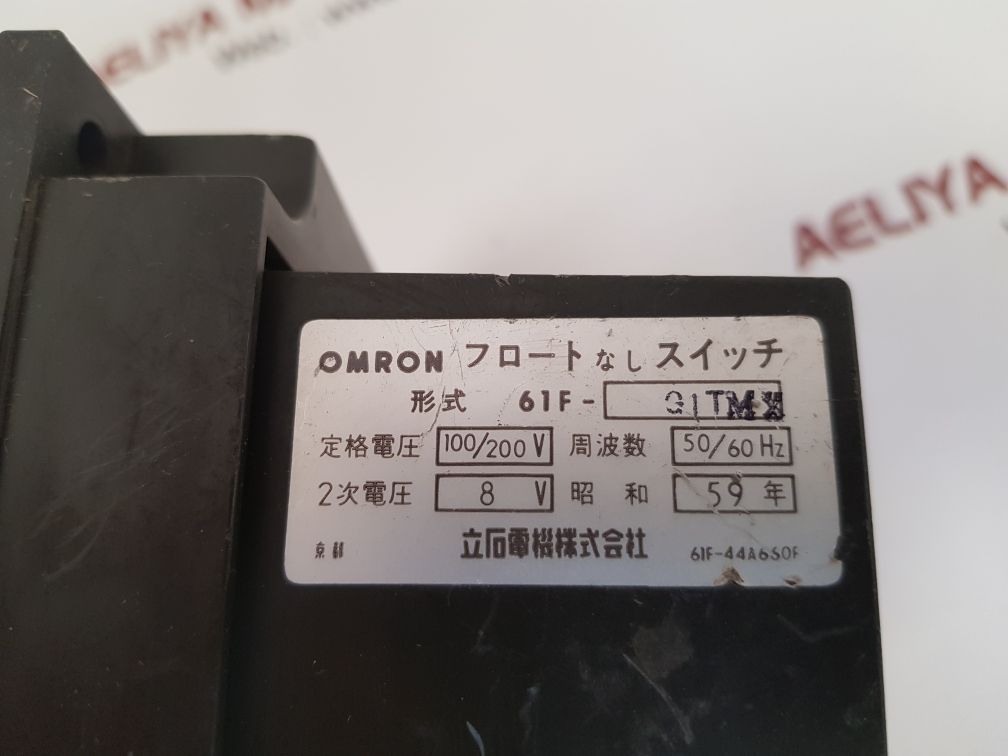 AELIYA
AELIYA
OMRON フロートなしスイッチ
形式 61F-
定格電圧 100/200 V 周波数 50/60 Hz
2次電圧 8 V 昭和 59 年
京都 立石電機株式会社